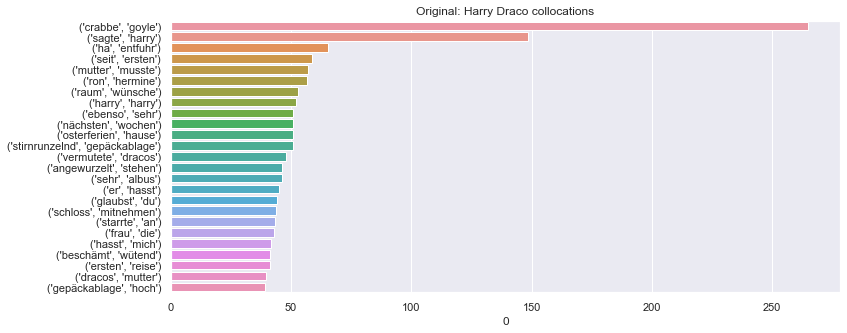 Original: Harry Draco collocations
('crabbe', 'goyle')
('sagte', 'harry')
('ha', 'entfuhr')
('seit', 'ersten')
('mutter', 'musste')
('ron', 'hermine')
('raum', 'wünsche')
('harry', 'harry')
('ebenso', 'sehr')
('nächsten', 'wochen')
('osterferien', 'hause')
('stirnrunzelnd', 'gepäckablage')
('vermutete', 'dracos')
('angewurzelt', 'stehen')
('sehr', 'albus')
('er', 'hasst')
('glaubst', 'du')
('schloss', 'mitnehmen')
('starrte', 'an')
('frau', 'die')
('hasst', 'mich')
('beschämt', 'wütend')
('ersten', 'reise')
('dracos', 'mutter')
('gepäckablage', 'hoch')
0 50 100 150 200 250
0